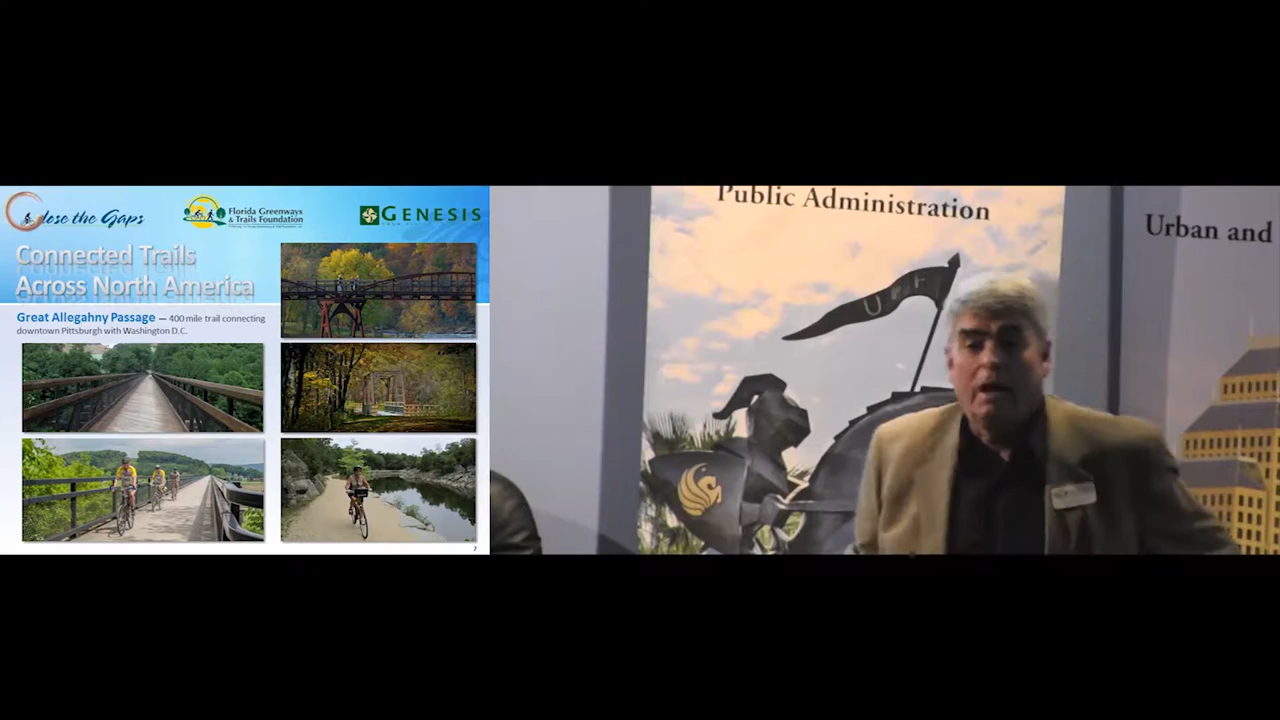 Close the Gaps
Florida Greenways
& Trails Foundation
GENESIS
Connected Trails
Across North America
Great Allegahny Passage — 400 mile trail connecting
downtown Pittsburgh with Washington D.C.
7
Public Administration
Urban and
UCF